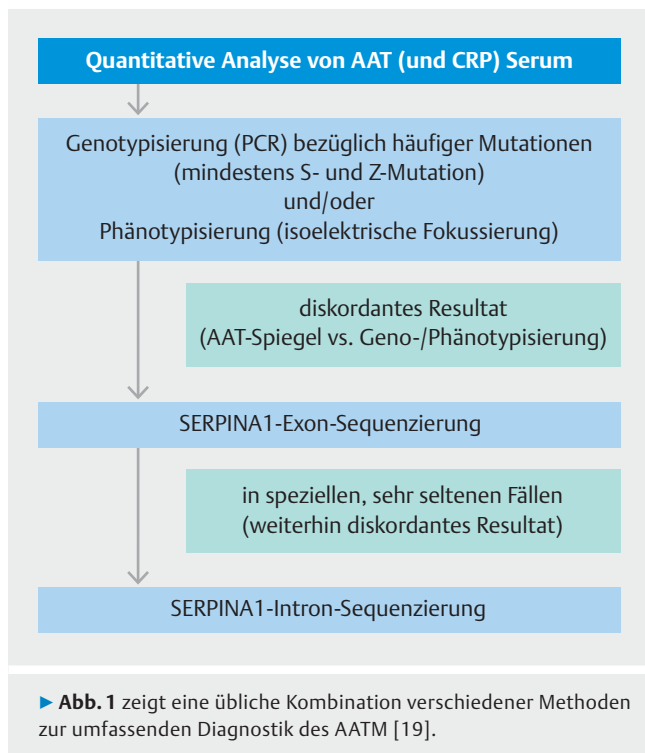 Quantitative Analyse von AAT (und CRP) Serum
Genotypisierung (PCR) bezüglich häufiger Mutationen
(mindestens S- und Z-Mutation)
und/oder
Phänotypisierung (isoelektrische Fokussierung)
diskordantes Resultat
(AAT-Spiegel vs. Geno-/Phänotypisierung)
SERPINA1-Exon-Sequenzierung
in speziellen, sehr seltenen Fällen
(weiterhin diskordantes Resultat)
SERPINA1-Intron-Sequenzierung
► Abb. 1 zeigt eine übliche Kombination verschiedener Methoden
zur umfassenden Diagnostik des AATM [19].